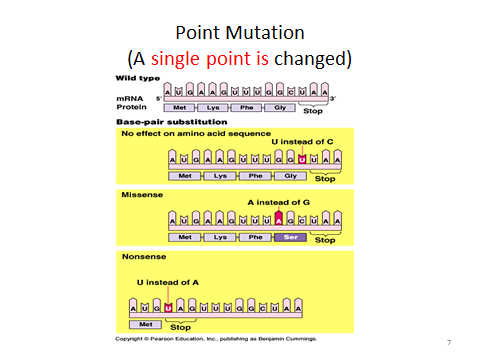 Point Mutation
(A single point is changed)
Wild type
A U G A A G U U U G G C U A A
mRNA 5′ 3′
Protein Met Lys Phe Gly Stop
Base-pair substitution
No effect on amino acid sequence
U instead of C
A U G A A G U U U G G U U A A
Met Lys Phe Gly Stop
Missense
A instead of G
A U G A A G U U U A G C U A A
Met Lys Phe Ser Stop
Nonsense
U instead of A
A U G U A G U U U G G C U A A
Met Stop
Copyright © Pearson Education, Inc., publishing as Benjamin Cummings.
7